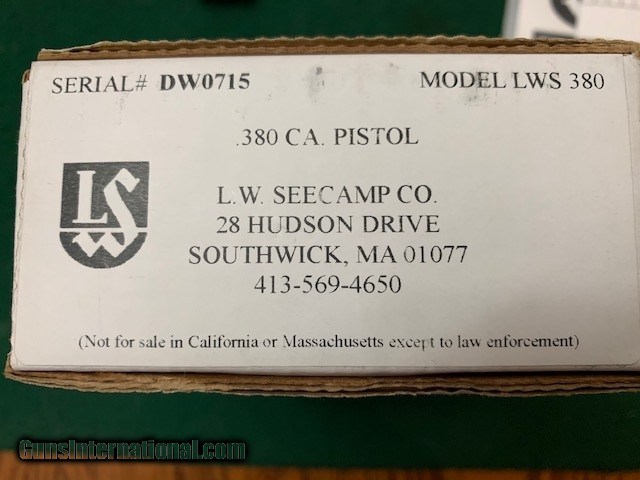 SERIAL# DW0715 MODEL LWS 380
.380 CA. PISTOL
LSW
L.W. SEECAMP CO.
28 HUDSON DRIVE
SOUTHWICK, MA 01077
413-569-4650
(Not for sale in California or Massachusetts except to law enforcement)
GunsInternational.com